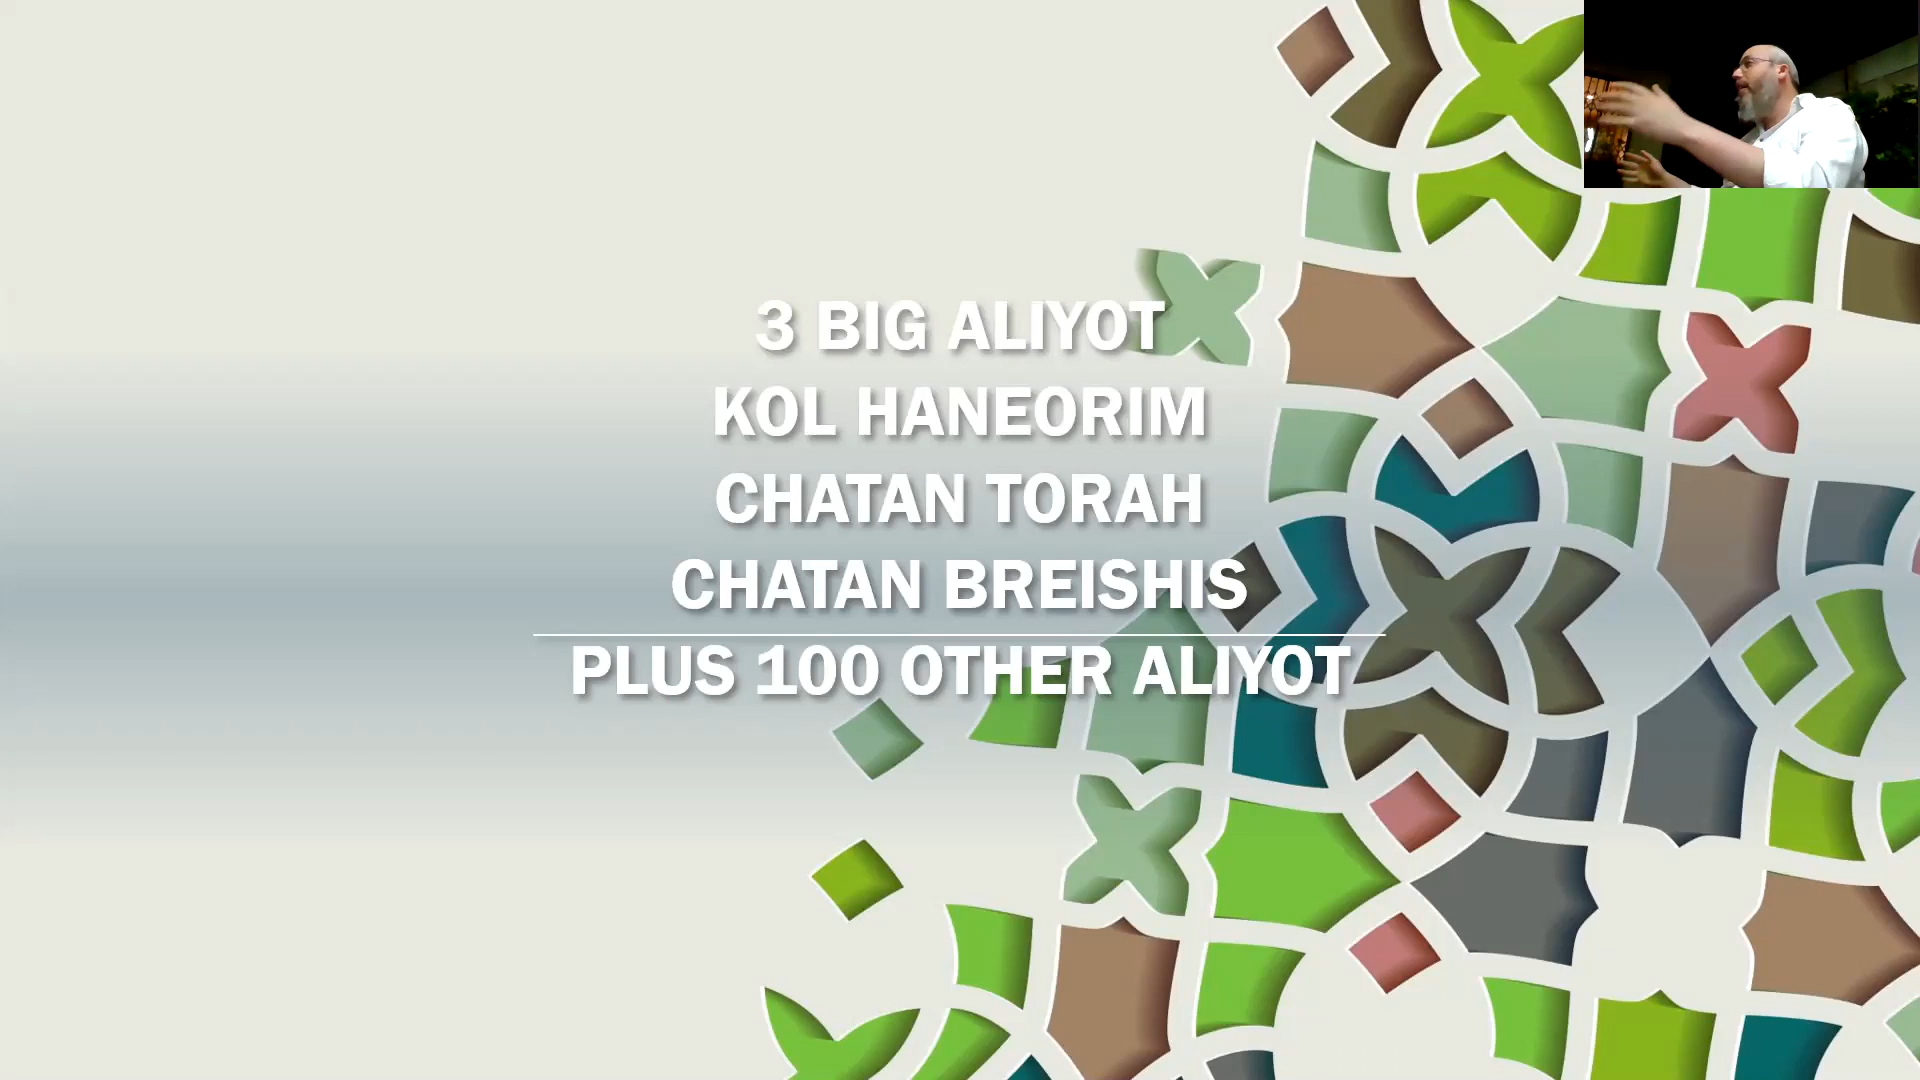 3 BIG ALIYOT
KOL HANEORIM
CHATAN TORAH
CHATAN BREISHIS
PLUS 100 OTHER ALIYOT